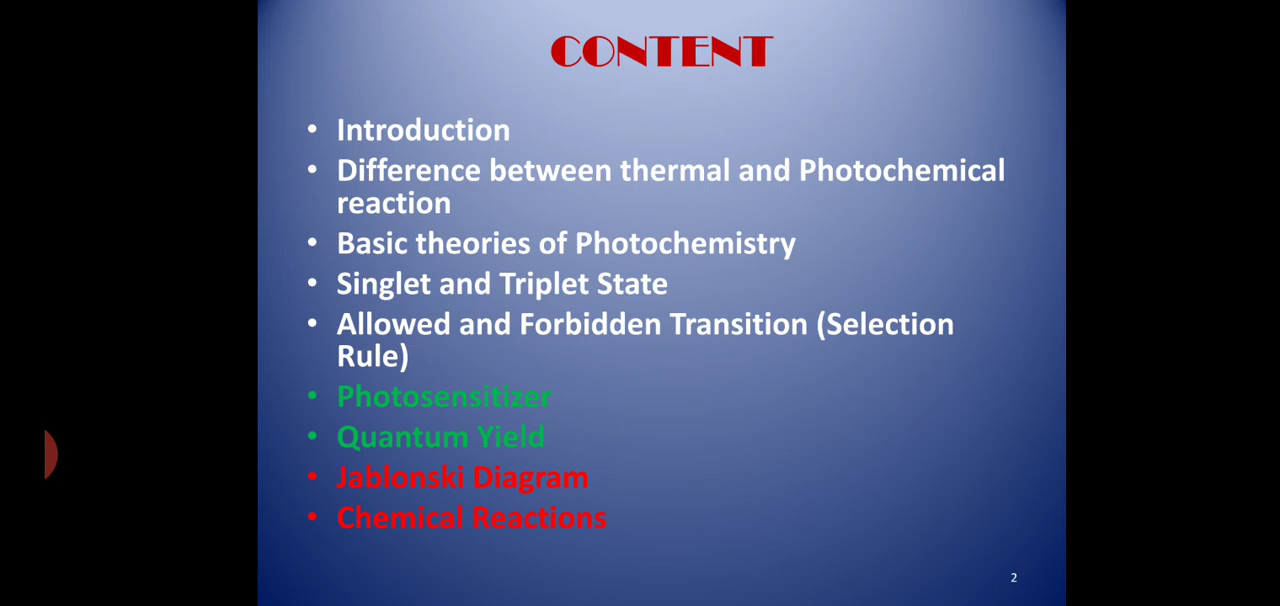 CONTENT
• Introduction
• Difference between thermal and Photochemical
reaction
• Basic theories of Photochemistry
• Singlet and Triplet State
• Allowed and Forbidden Transition (Selection
Rule)
• Photosensitizer
• Quantum Yield
• Jablonski Diagram
• Chemical Reactions
2